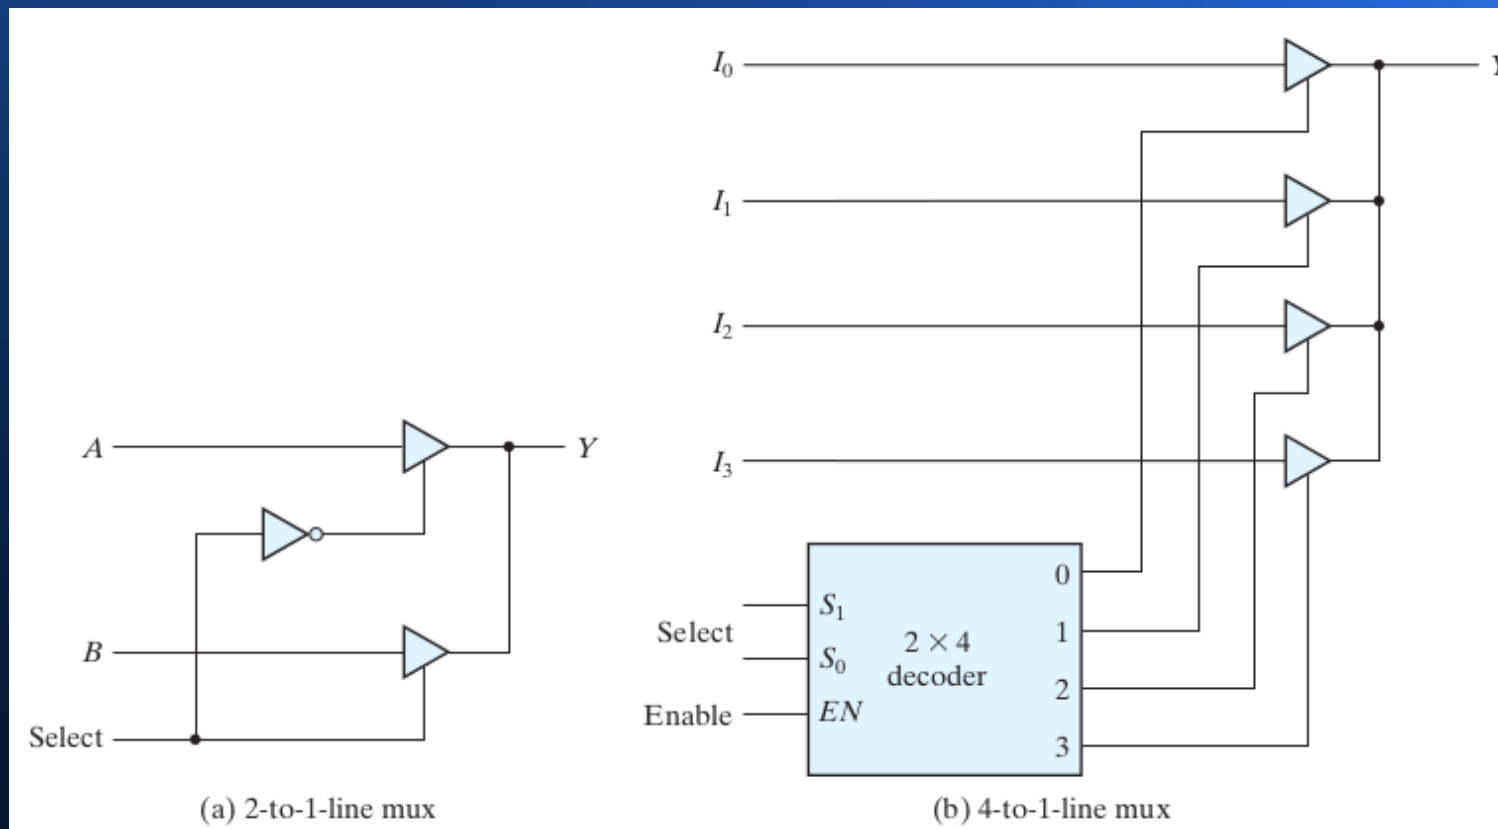 A
Y
B
Select
(a) 2-to-1-line mux
I₀
Y
I₁
I₂
I₃
Select
Enable
S₁
S₀
EN
2 × 4
decoder
0
1
2
3
(b) 4-to-1-line mux